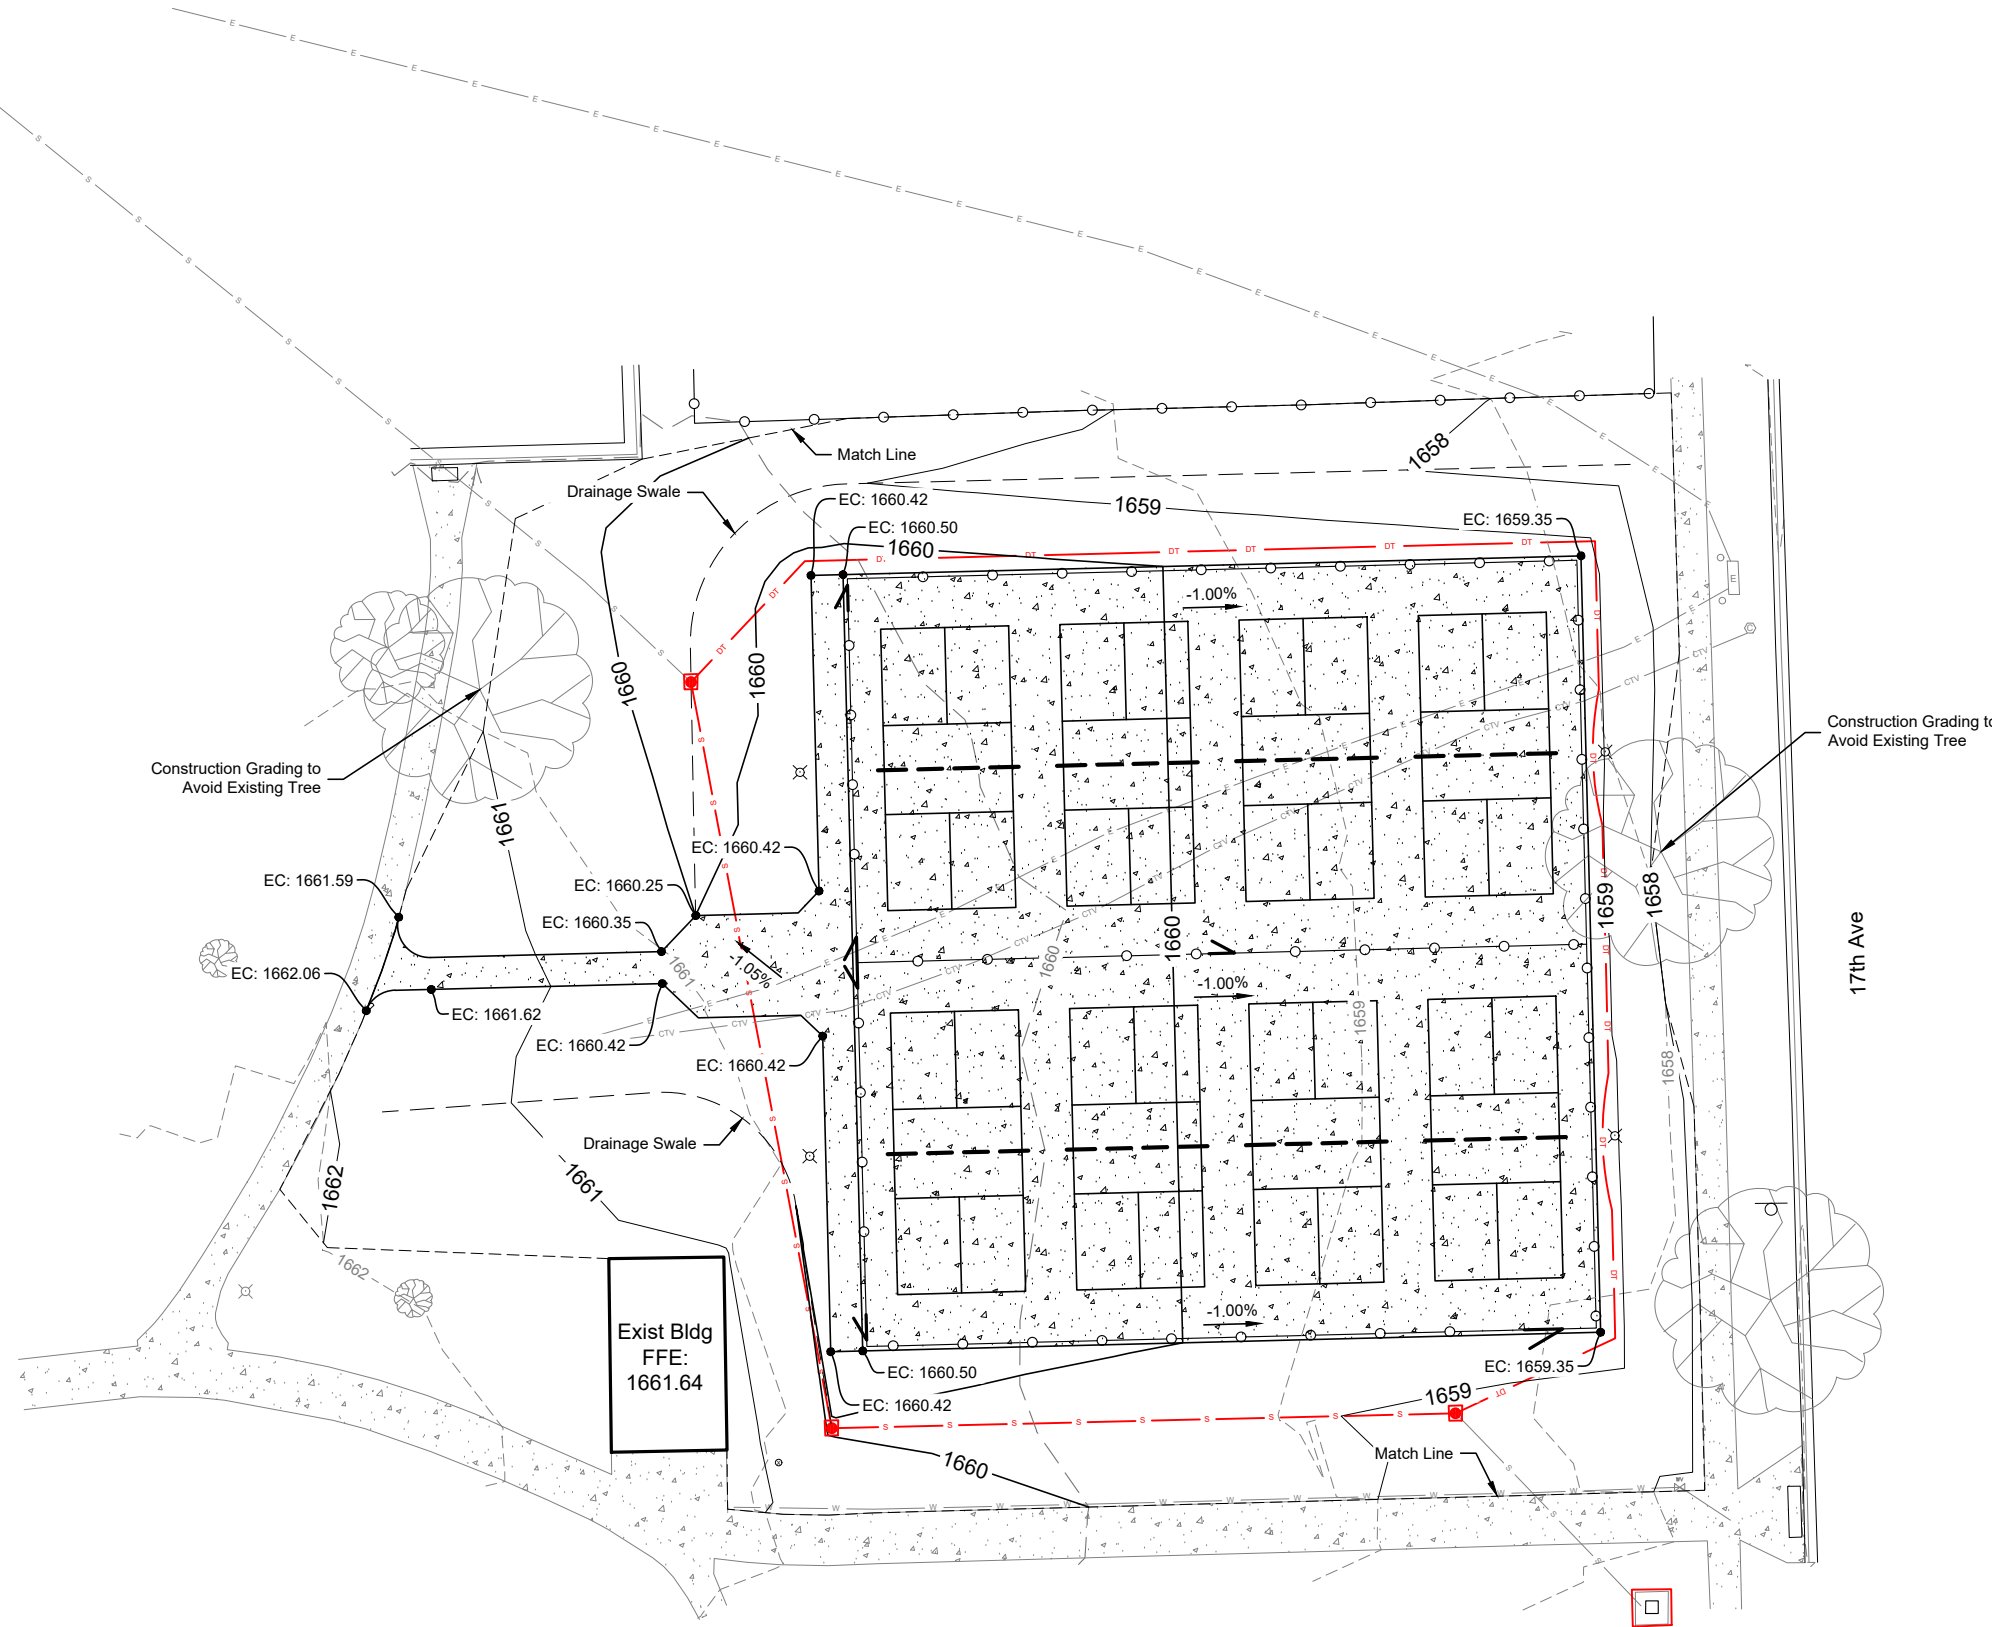 Match Line
1658
Drainage Swale
EC: 1660.42
1659
EC: 1660.50
EC: 1659.35
1660
-1.00%
1660
1660
Construction Grading to
Avoid Existing Tree
Construction Grading to
Avoid Existing Tree
1661
EC: 1660.42
EC: 1661.59
EC: 1660.25
EC: 1660.35
1659
1658
17th Ave
1660
1661
-1.05%
1660
EC: 1662.06
-1.00%
EC: 1661.62
1659
EC: 1660.42
EC: 1660.42
1658
Drainage Swale
1661
1662
1662
-1.00%
Exist Bldg
FFE:
1661.64
EC: 1660.50
EC: 1659.35
EC: 1660.42
1659
Match Line
1660
E
S
DT
CTV
W